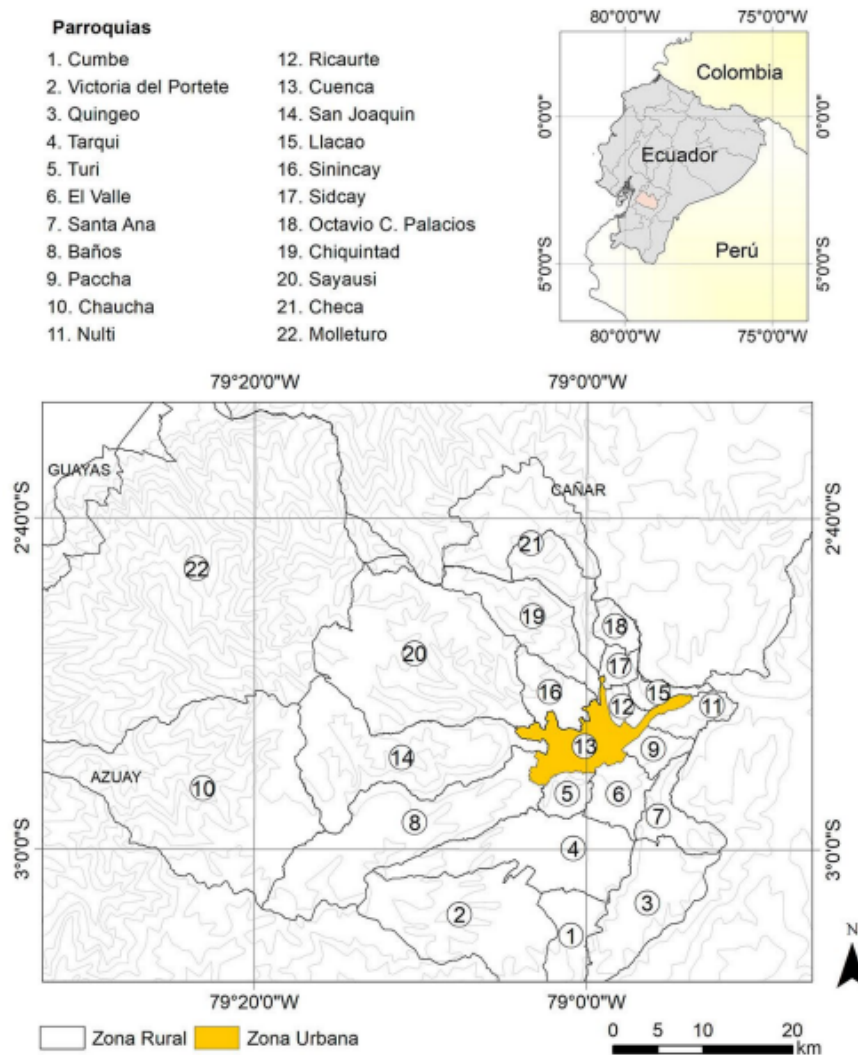 Parroquias
1. Cumbe
2. Victoria del Portete
3. Quingeo
4. Tarqui
5. Turi
6. El Valle
7. Santa Ana
8. Baños
9. Paccha
10. Chaucha
11. Nulti
12. Ricaurte
13. Cuenca
14. San Joaquin
15. Llacao
16. Sinincay
17. Sidcay
18. Octavio C. Palacios
19. Chiquintad
20. Sayausi
21. Checa
22. Molleturo
80°0'0"W 75°0'0"W
Colombia
0°0'0" 0°0'0"
Ecuador
Perú
5°0'0"S 5°0'0"S
80°0'0"W 75°0'0"W
79°20'0"W 79°0'0"W
GUAYAS
CAÑAR
2°40'0"S 2°40'0"
21
22
19
18
20
17
16
15
12
11
13
9
14
AZUAY
10
5
6
8
7
4
3°0'0"S 3°0'0"S
3
2
1
N
79°20'0"W 79°0'0"W
Zona Rural Zona Urbana
0 5 10 20
km